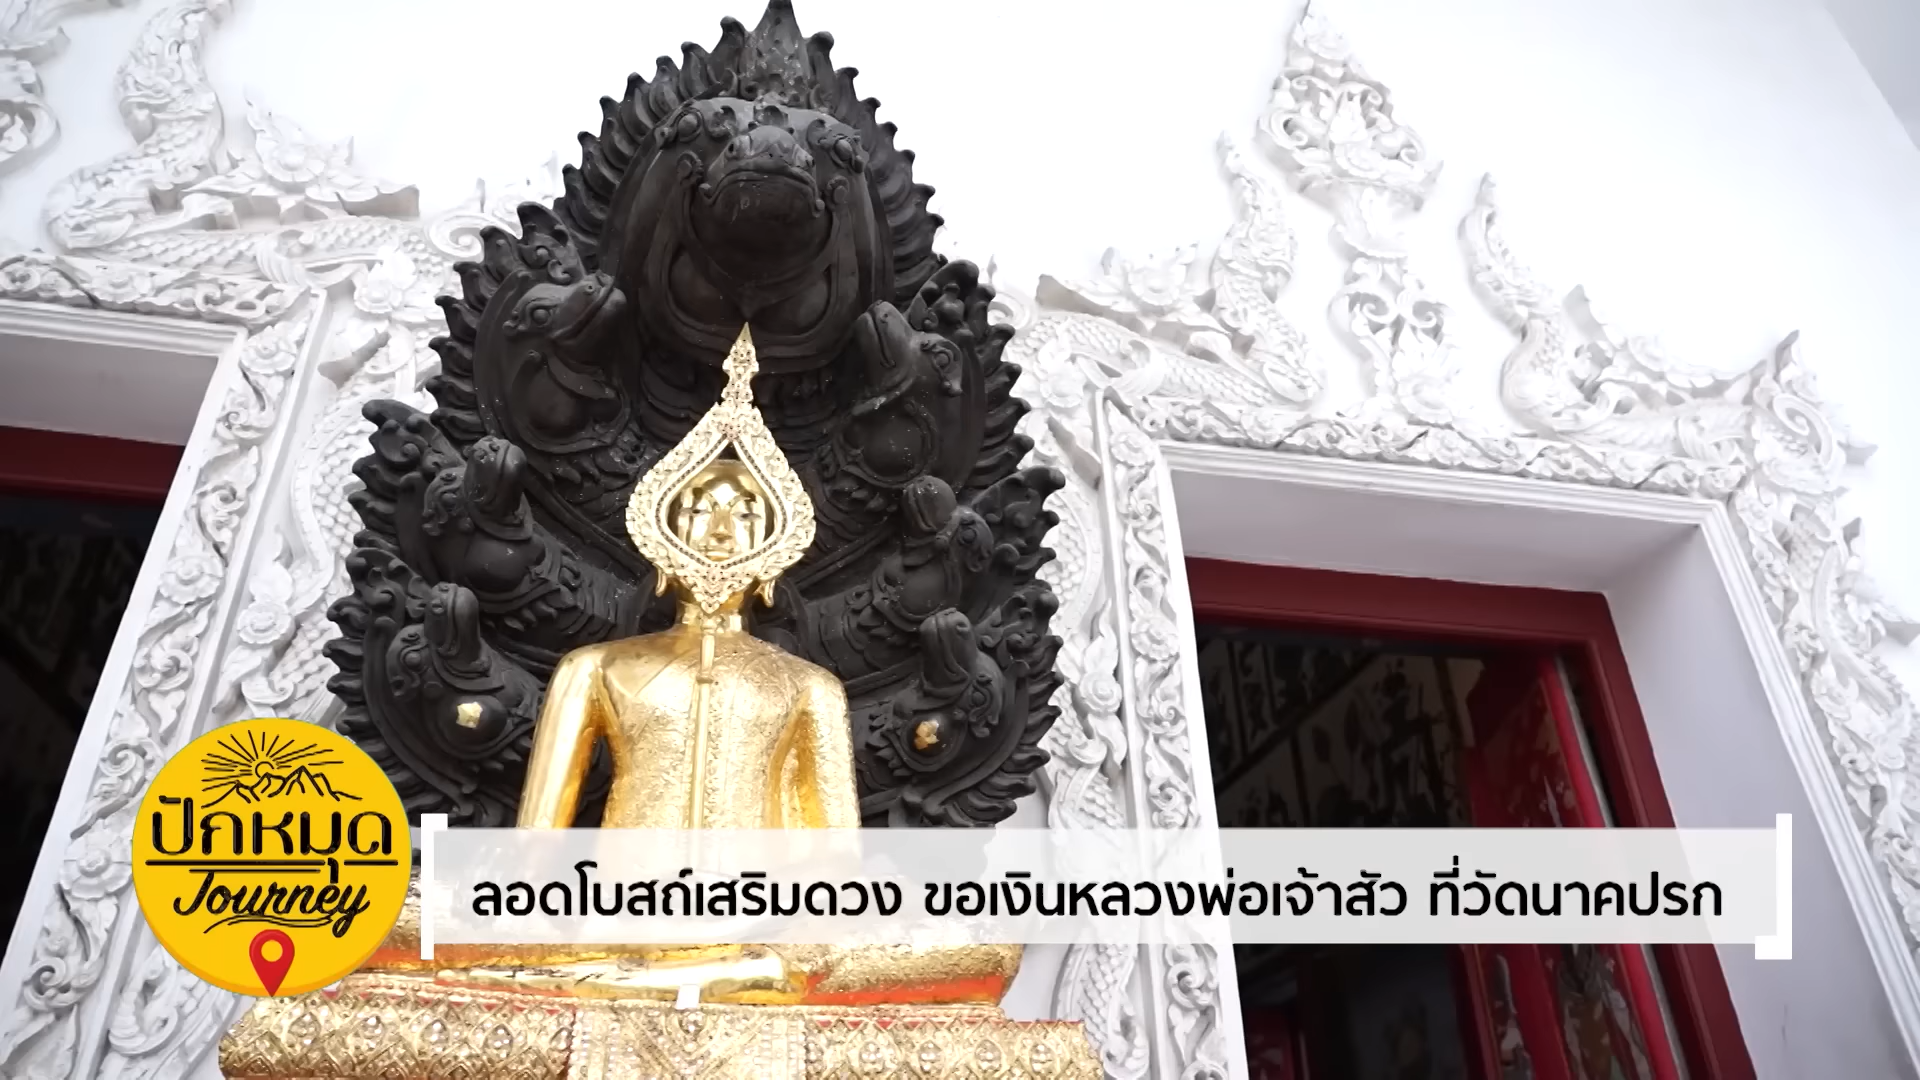 ปักหมุด
Journey
ลอดโบสถ์เสริมดวง ขอเงินหลวงพ่อเจ้าสัว ที่วัดนาคปรก